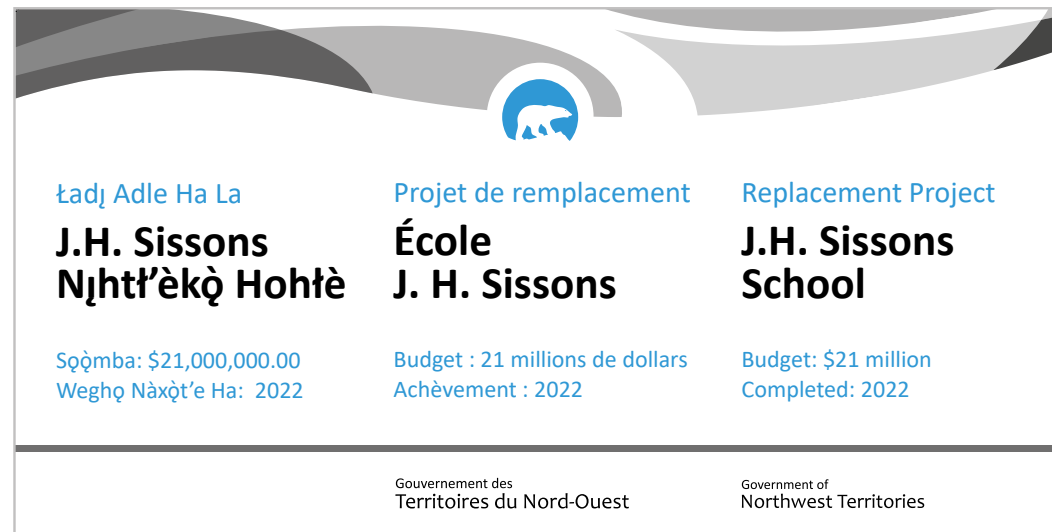 Ładı̨ Adle Ha La
J.H. Sissons
Nı̨htł’èkǫ̀ Hohłè
Sǫǫ̀mba: $21,000,000.00
Weghǫ Nàxǫ̀t’e Ha: 2022
Projet de remplacement
École
J. H. Sissons
Budget : 21 millions de dollars
Achèvement : 2022
Replacement Project
J.H. Sissons
School
Budget: $21 million
Completed: 2022
Gouvernement des
Territoires du Nord-Ouest
Government of
Northwest Territories